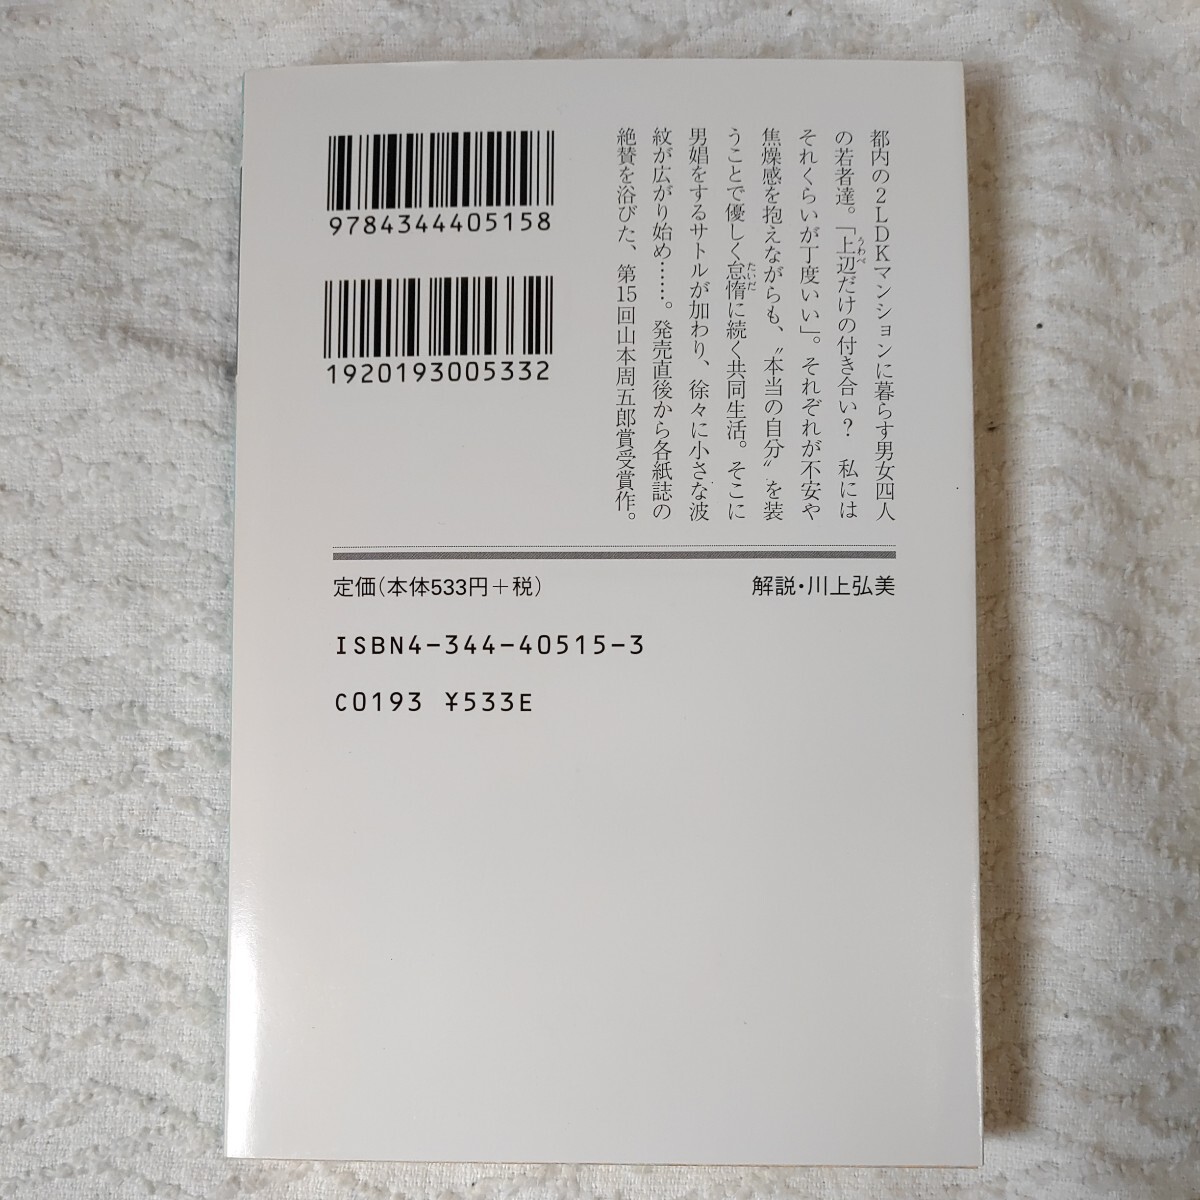 都内の2LDKマンションに暮らす男女四人
の若者達。「上辺だけの付き合い？　私には
うわべ
それくらいが丁度いい」。それぞれが不安や
焦燥感を抱えながらも、〝本当の自分〟を装
うことで優しく怠惰に続く共同生活。そこに
たいだ
男娼をするサトルが加わり、徐々に小さな波
紋が広がり始め……。発売直後から各紙誌の
絶賛を浴びた、第15回山本周五郎賞受賞作。
9784344405158
1920193005332
定価（本体533円＋税）
解説・川上弘美
ISBN4-344-40515-3
C0193 ¥533E